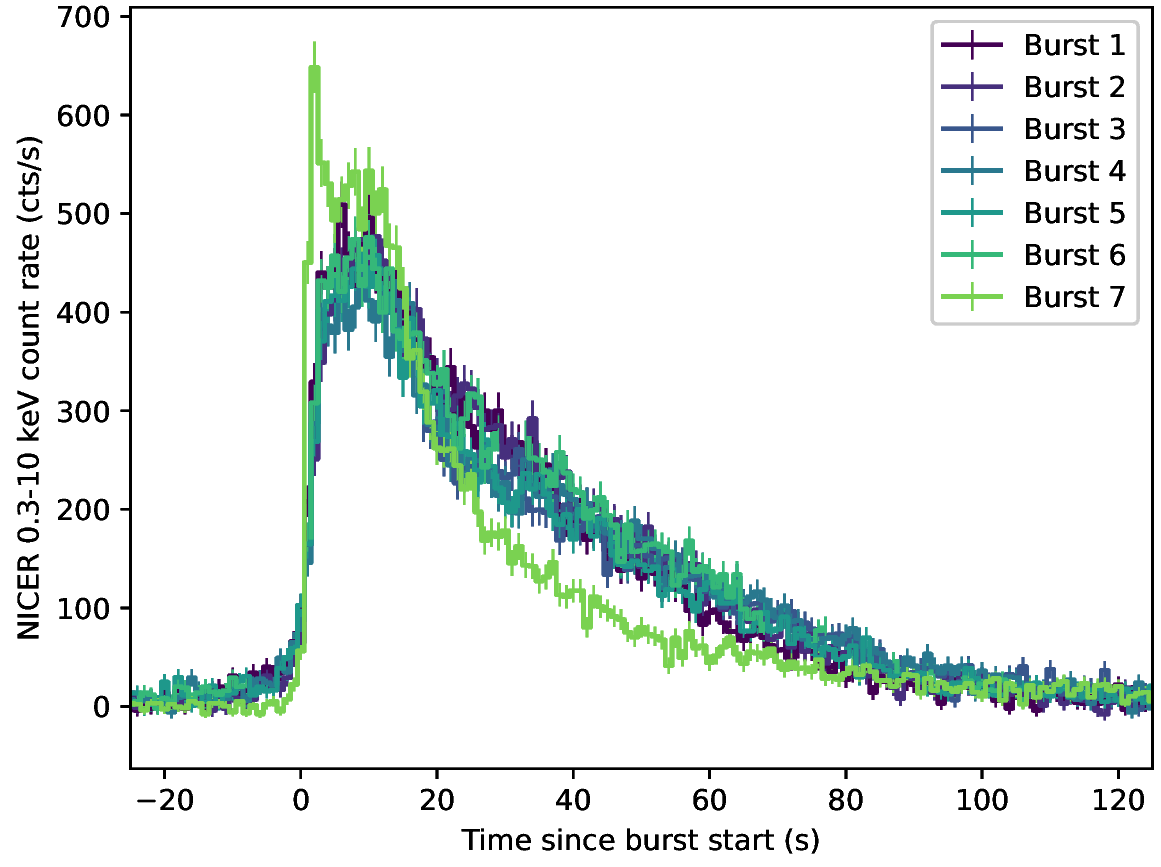 700
600
500
400
300
200
100
0
NICER 0.3-10 keV count rate (cts/s)
Burst 1
Burst 2
Burst 3
Burst 4
Burst 5
Burst 6
Burst 7
−20 0 20 40 60 80 100 120
Time since burst start (s)